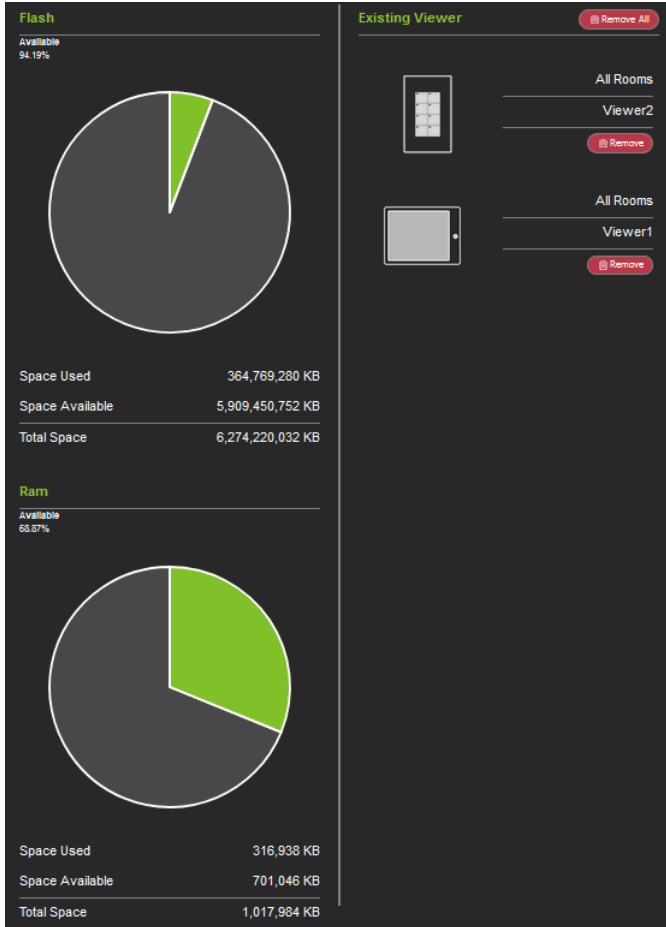 Flash
Available
94.19%
Space Used 364,769,280 KB
Space Available 5,909,450,752 KB
Total Space 6,274,220,032 KB
Ram
Available
68.87%
Space Used 316,938 KB
Space Available 701,046 KB
Total Space 1,017,984 KB
Existing Viewer Remove All
All Rooms
Viewer2
Remove
All Rooms
Viewer1
Remove